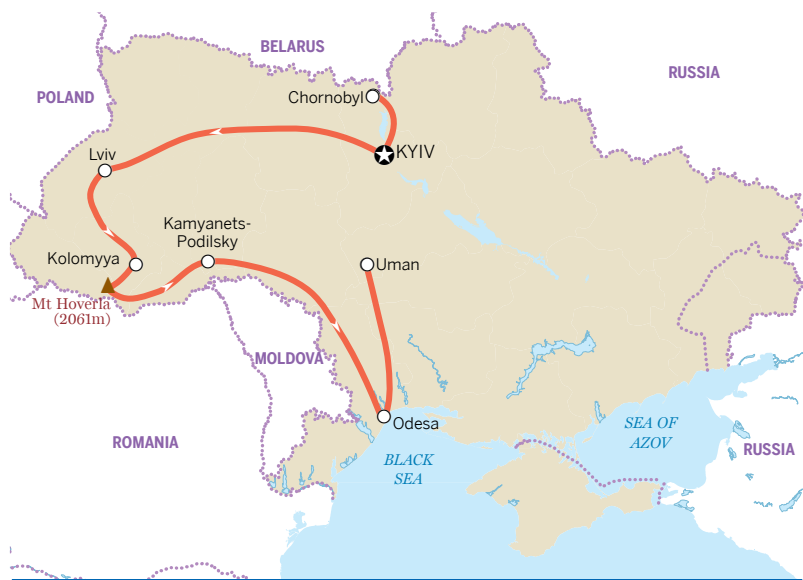 BELARUS
RUSSIA
POLAND
Chornobyl
KYIV
Lviv
Kamyanets-
Podilsky
Kolomyya
Uman
Mt Hoverla
(2061m)
MOLDOVA
Odesa
ROMANIA
SEA OF
AZOV
RUSSIA
BLACK
SEA